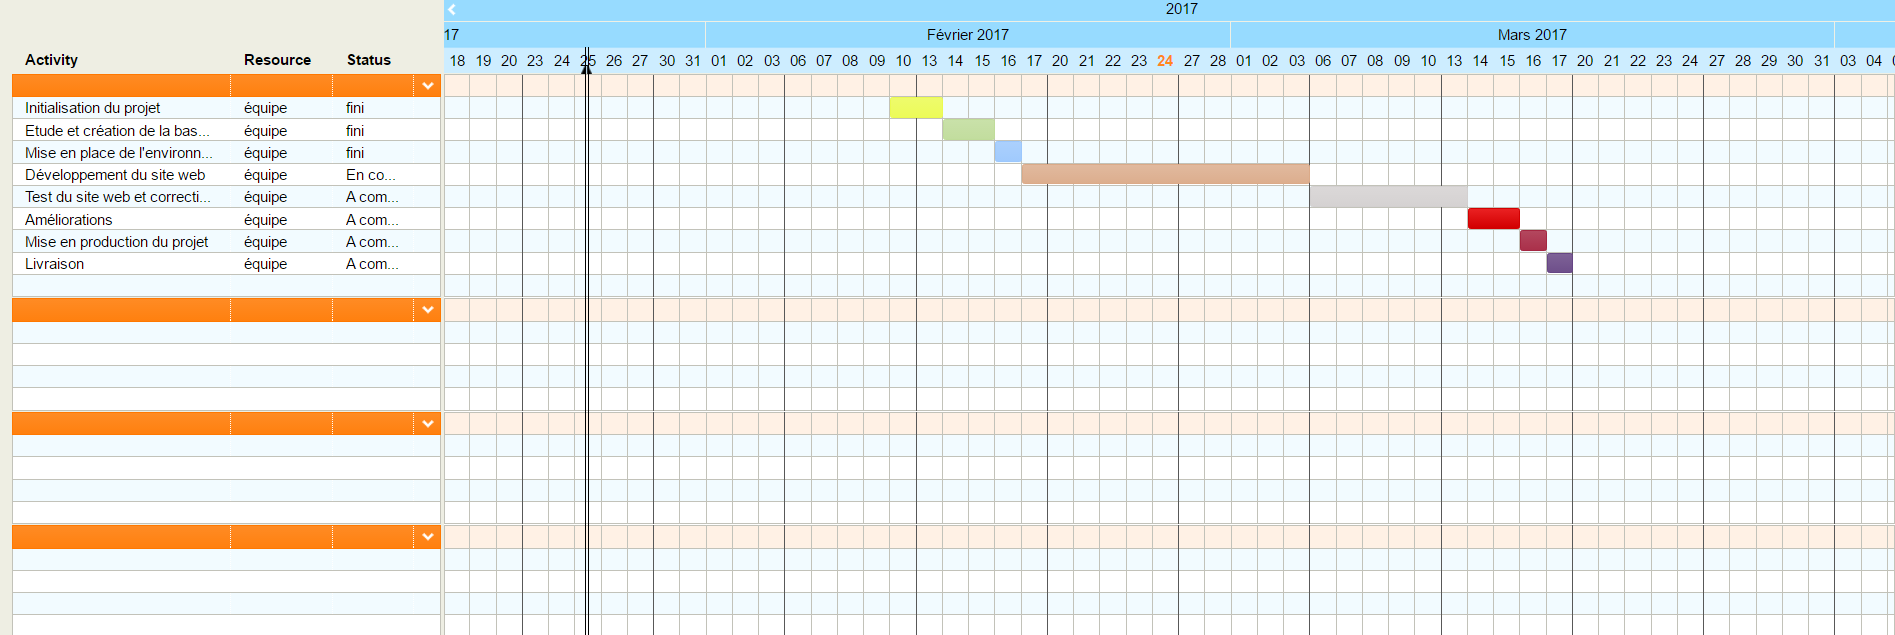 2017
17 Février 2017 Mars 2017
Activity Resource Status 18 19 20 23 24 25 26 27 30 31 01 02 03 06 07 08 09 10 13 14 15 16 17 20 21 22 23 24 27 28 01 02 03 06 07 08 09 10 13 14 15 16 17 20 21 22 23 24 27 28 29 30 31 03 04
Initialisation du projet équipe fini
Etude et création de la bas... équipe fini
Mise en place de l'environn... équipe fini
Développement du site web équipe En co...
Test du site web et correcti... équipe A com...
Améliorations équipe A com...
Mise en production du projet équipe A com...
Livraison équipe A com...